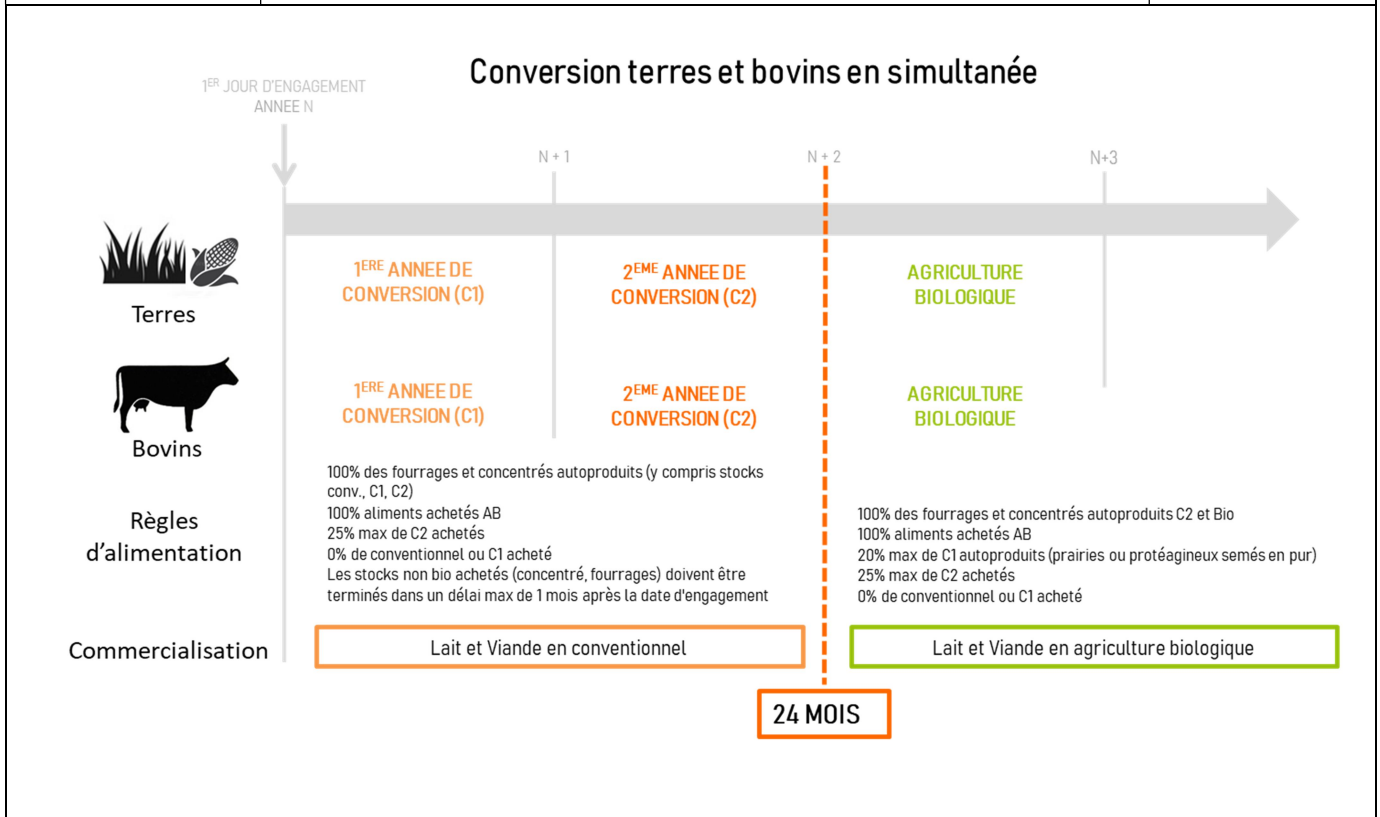 Conversion terres et bovins en simultanée
1ER JOUR D'ENGAGEMENT
ANNEE N
N + 1
N + 2
N+3
Terres
1ERE ANNEE DE
CONVERSION (C1)
2EME ANNEE DE
CONVERSION (C2)
AGRICULTURE
BIOLOGIQUE
Bovins
1ERE ANNEE DE
CONVERSION (C1)
2EME ANNEE DE
CONVERSION (C2)
AGRICULTURE
BIOLOGIQUE
Règles
d'alimentation
100% des fourrages et concentrés autoproduits (y compris stocks
conv., C1, C2)
100% aliments achetés AB
25% max de C2 achetés
0% de conventionnel ou C1 acheté
Les stocks non bio achetés (concentré, fourrages) doivent être
terminés dans un délai max de 1 mois après la date d'engagement
100% des fourrages et concentrés autoproduits C2 et Bio
100% aliments achetés AB
20% max de C1 autoproduits (prairies ou protéagineux semés en pur)
25% max de C2 achetés
0% de conventionnel ou C1 acheté
Commercialisation
Lait et Viande en conventionnel
Lait et Viande en agriculture biologique
24 MOIS